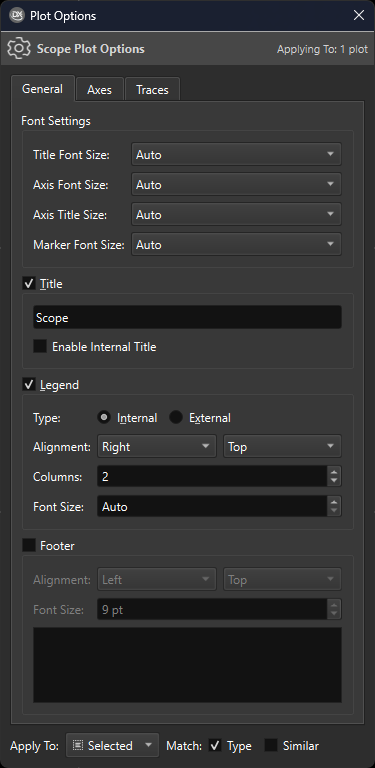 DX Plot Options
Scope Plot Options Applying To: 1 plot
General Axes Traces
Font Settings
Title Font Size: Auto
Axis Font Size: Auto
Axis Title Size: Auto
Marker Font Size: Auto
Title
Scope
Enable Internal Title
Legend
Type: Internal External
Alignment: Right Top
Columns: 2
Font Size: Auto
Footer
Alignment: Left Top
Font Size: 9 pt
Apply To: Selected Match: Type Similar